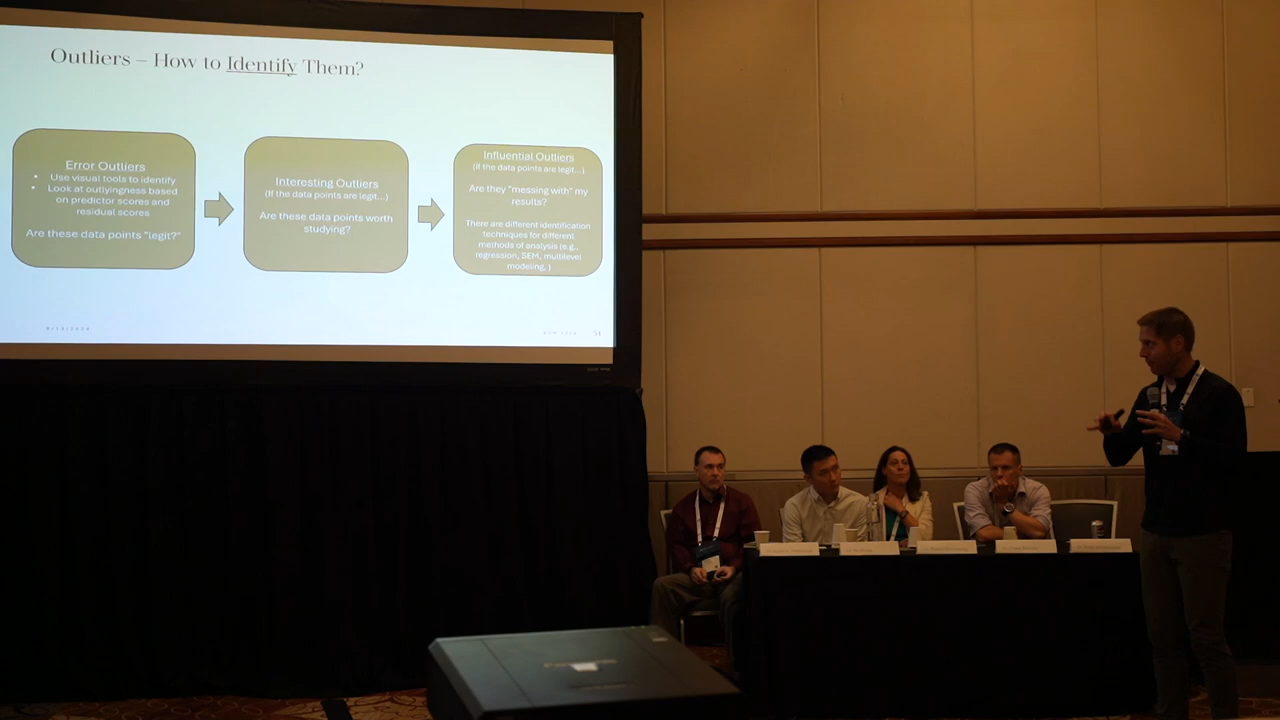 Outliers – How to Identify Them?
Error Outliers
• Use visual tools to identify
• Look at outlyingness based
on predictor scores and
residual scores
Are these data points "legit?"
Interesting Outliers
(If the data points are legit...)
Are these data points worth
studying?
Influential Outliers
(if the data points are legit...)
Are they "messing with" my
results?
There are different identification
techniques for different
methods of analysis (e.g.,
regression, SEM, multilevel
modeling, )
54